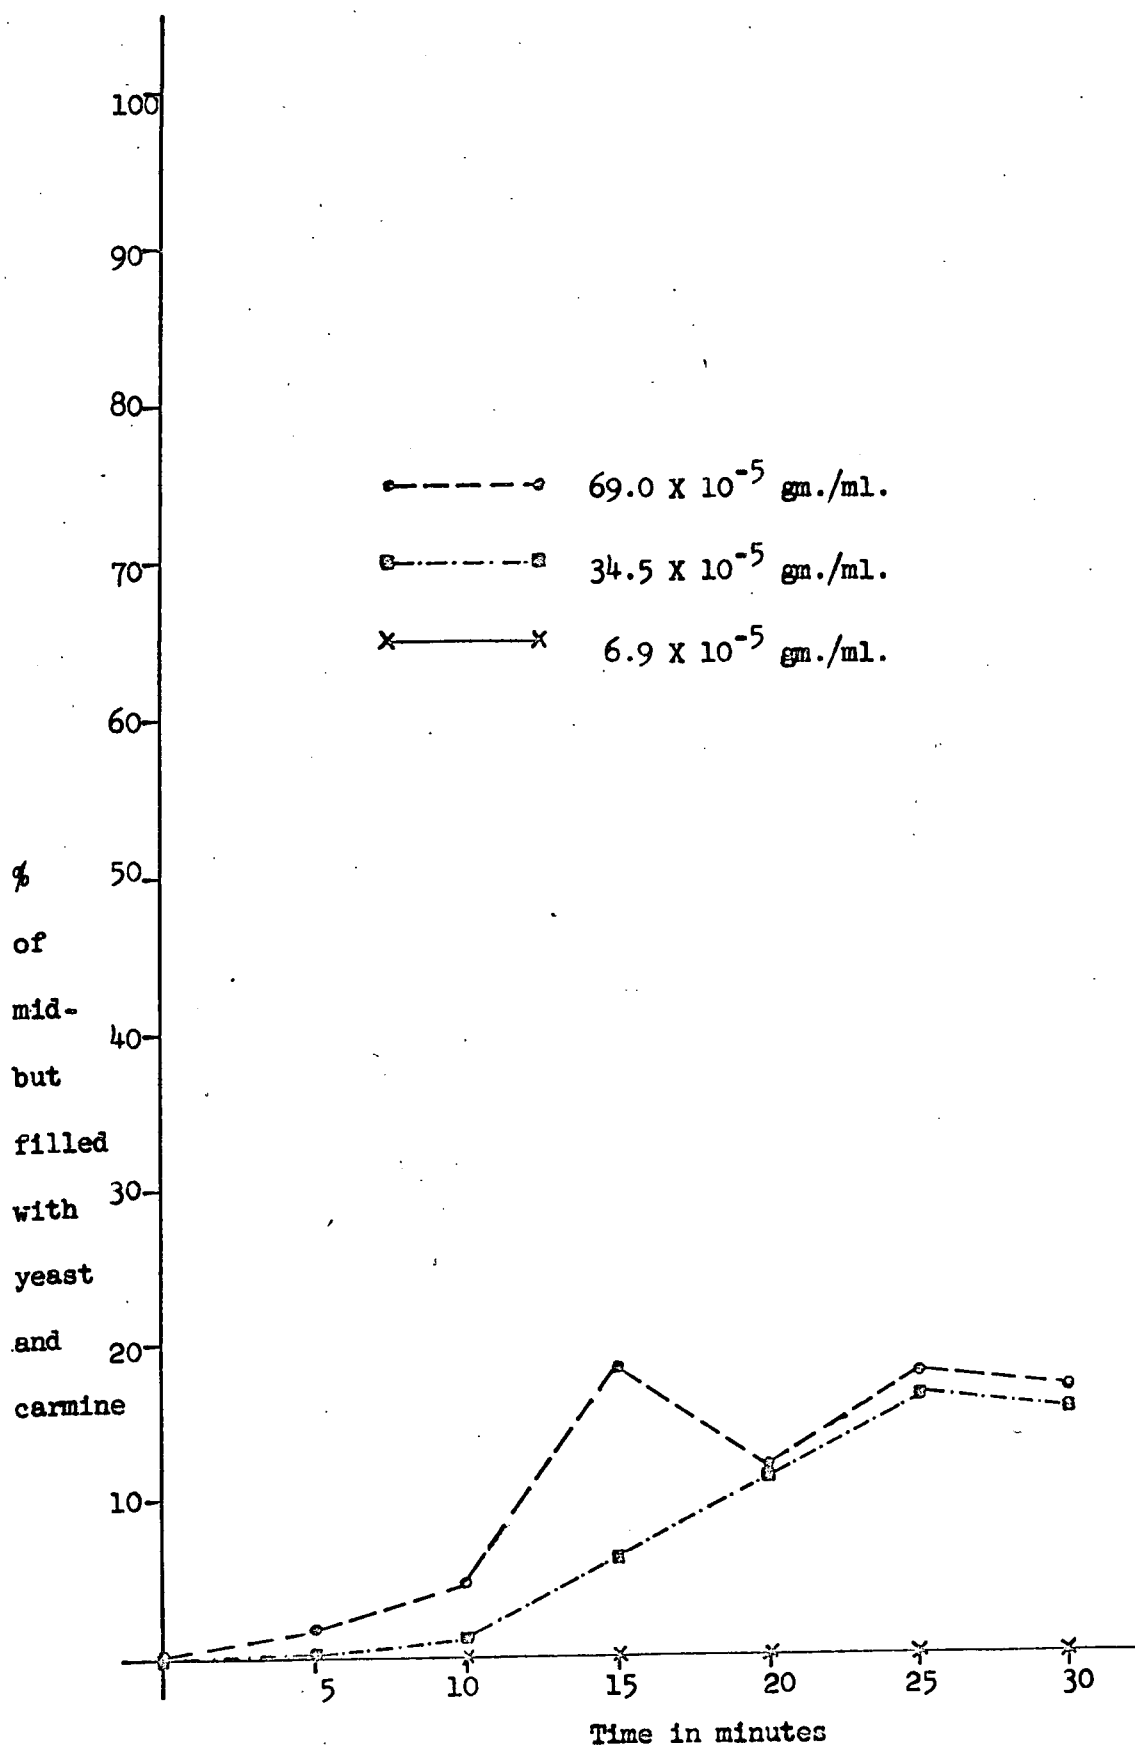 100
90
80
69.0 X 10⁻⁵ gm./ml.
70
34.5 X 10⁻⁵ gm./ml.
6.9 X 10⁻⁵ gm./ml.
60
50
%
of
mid-
40
but
filled
30
with
yeast
and
20
carmine
10
5 10 15 20 25 30
Time in minutes